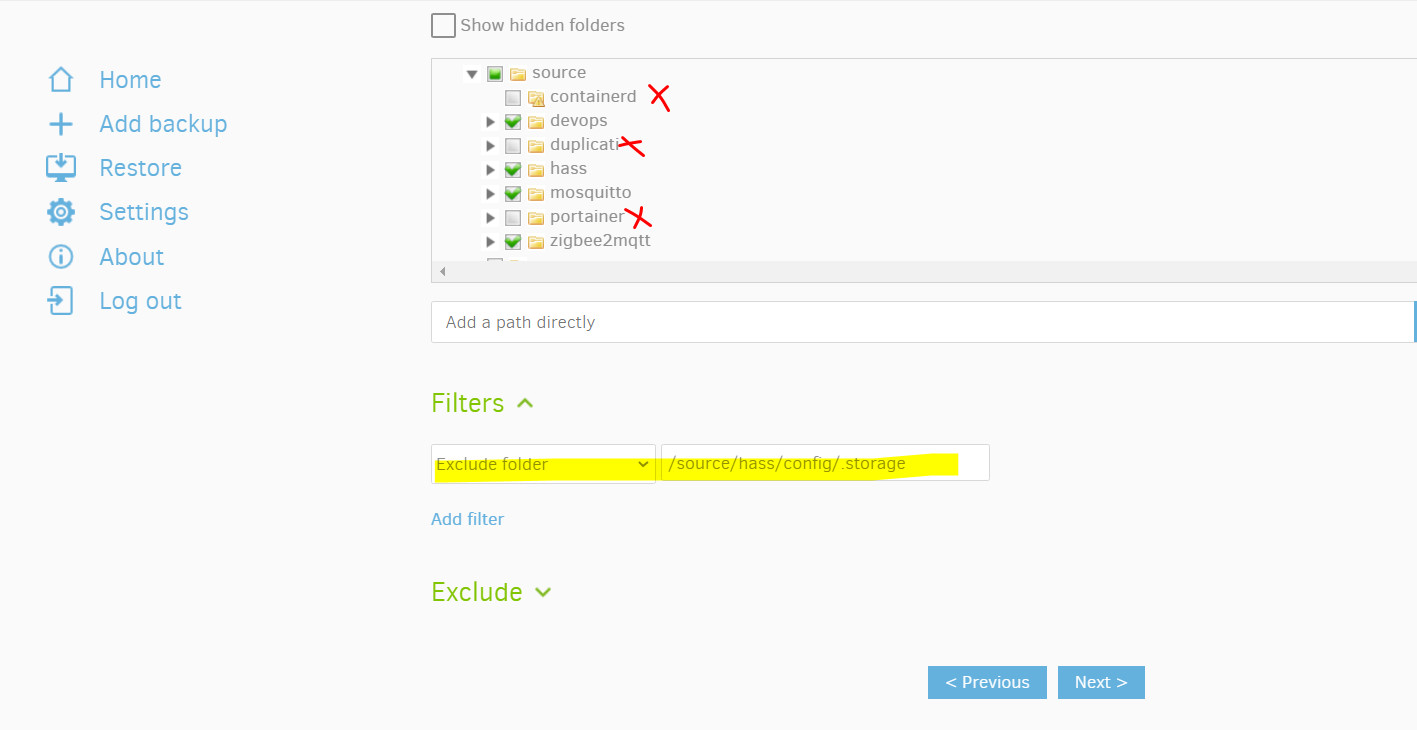 Show hidden folders
source
containerd
devops
duplicati
hass
mosquitto
portainer
zigbee2mqtt
Home
Add backup
Restore
Settings
About
Log out
Add a path directly
Filters
Exclude folder /source/hass/config/.storage
Add filter
Exclude
< Previous Next >